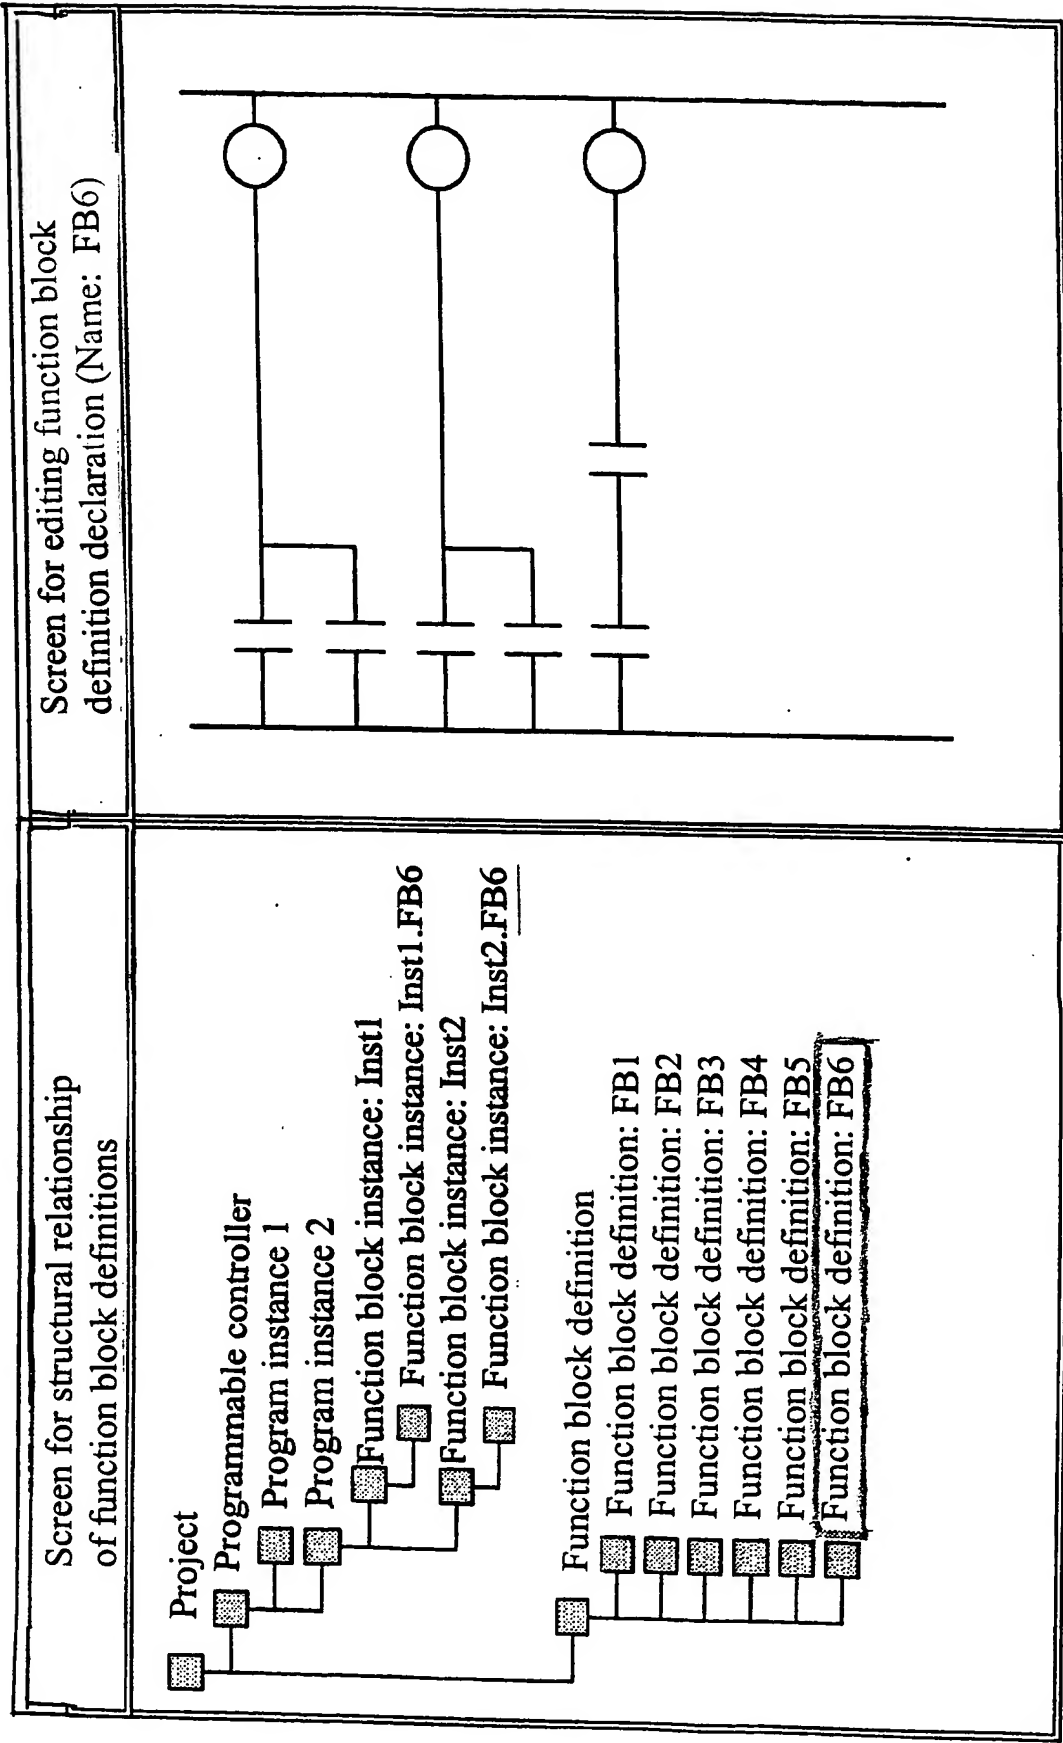 Screen for structural relationship
of function block definitions
Project
Programmable controller
Program instance 1
Program instance 2
Function block instance: Inst1
Function block instance: Inst1.FB6
Function block instance: Inst2
Function block instance: Inst2.FB6
Function block definition
Function block definition: FB1
Function block definition: FB2
Function block definition: FB3
Function block definition: FB4
Function block definition: FB5
Function block definition: FB6
Screen for editing function block
definition declaration (Name: FB6)